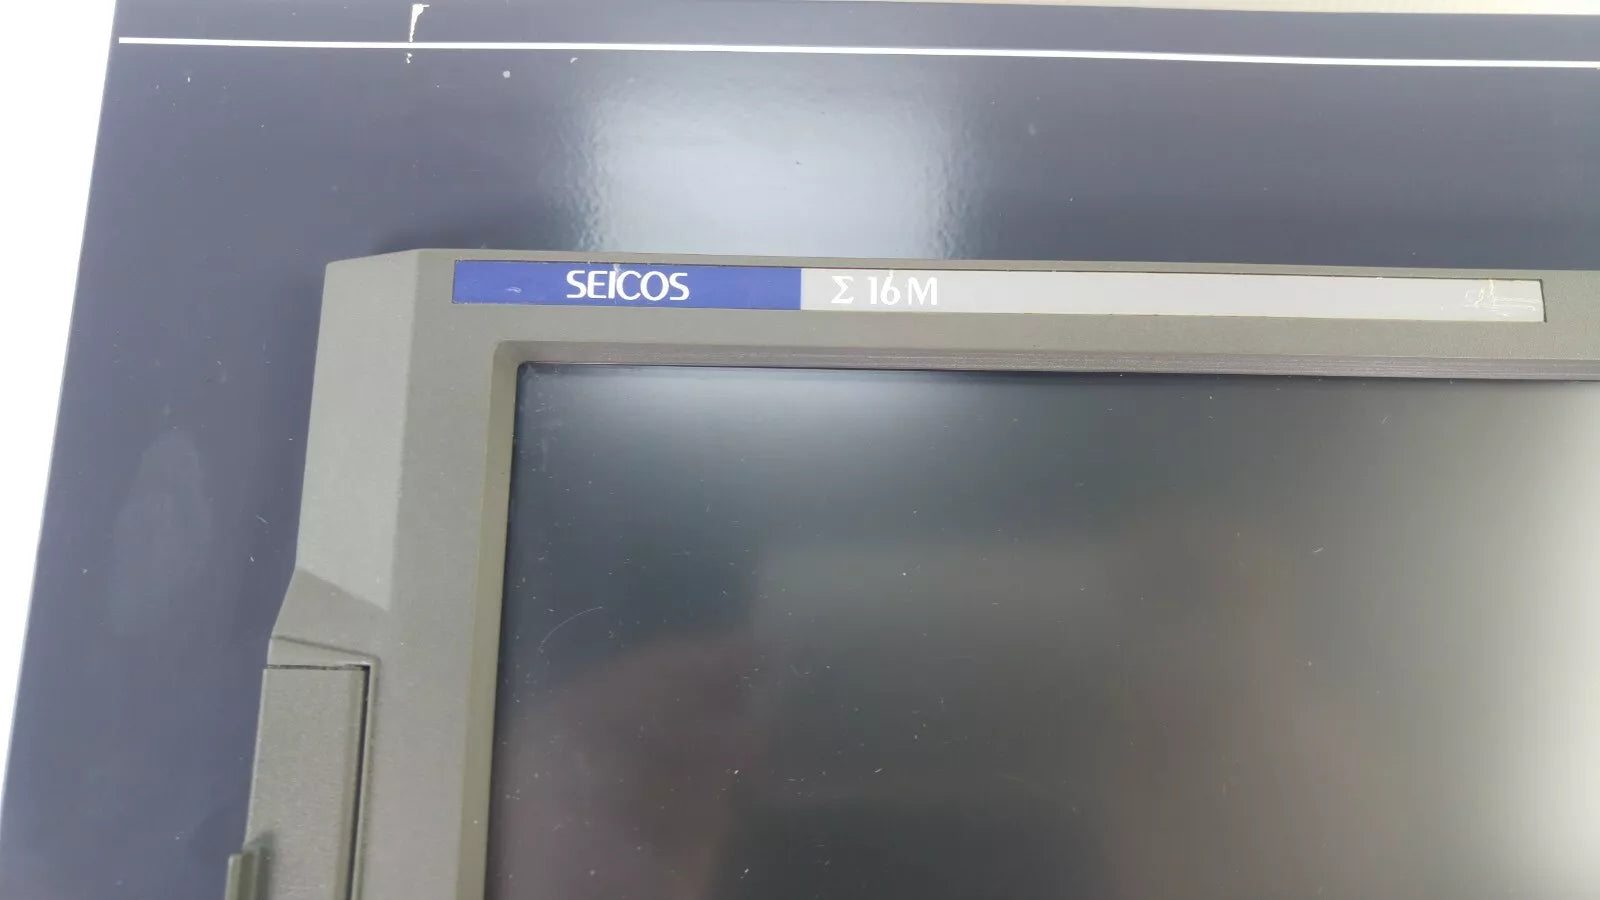 SEICOS Σ 16M